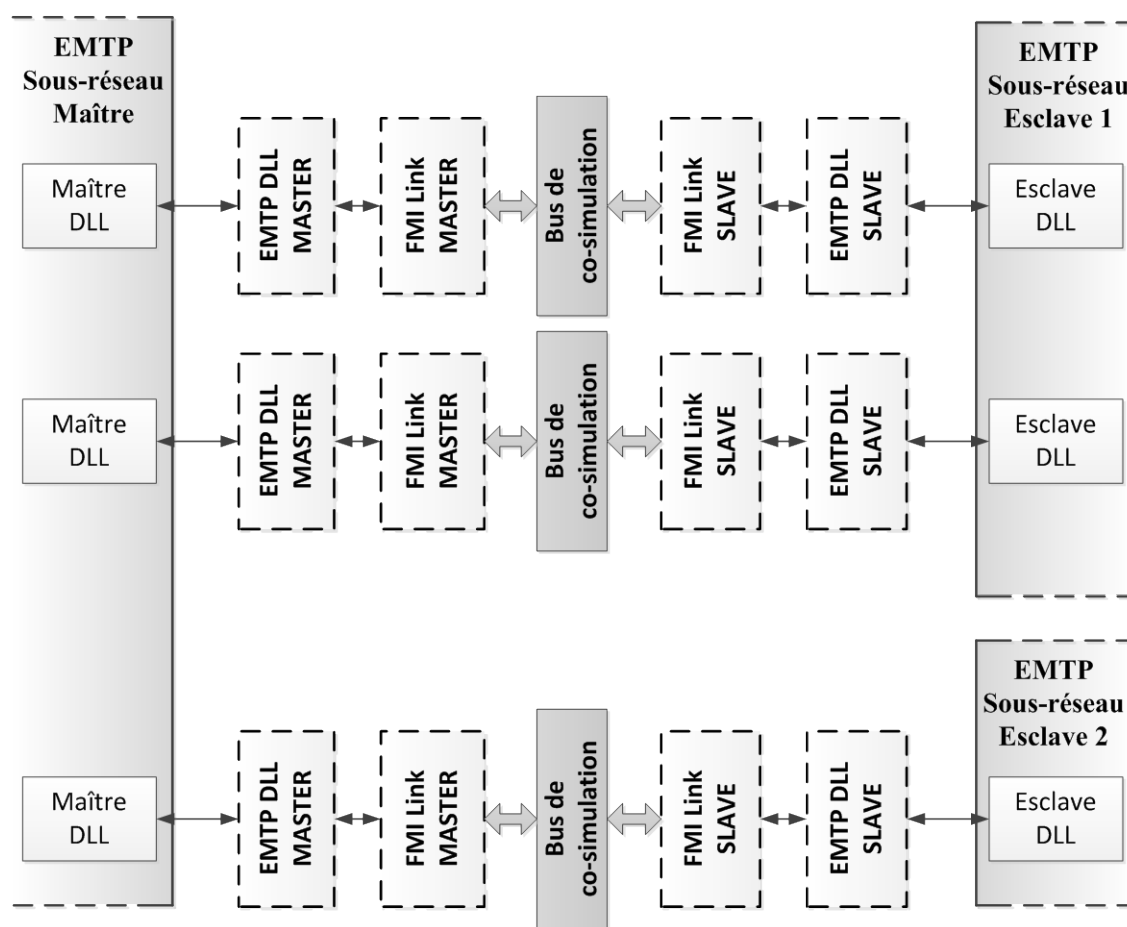 EMTP
Sous-réseau
Maître
EMTP
Sous-réseau
Esclave 1
Maître
DLL
EMTP DLL
MASTER
FMI Link
MASTER
Bus de
co-simulation
FMI Link
SLAVE
EMTP DLL
SLAVE
Esclave
DLL
Maître
DLL
EMTP DLL
MASTER
FMI Link
MASTER
Bus de
co-simulation
FMI Link
SLAVE
EMTP DLL
SLAVE
Esclave
DLL
EMTP
Sous-réseau
Esclave 2
Maître
DLL
EMTP DLL
MASTER
FMI Link
MASTER
Bus de
co-simulation
FMI Link
SLAVE
EMTP DLL
SLAVE
Esclave
DLL